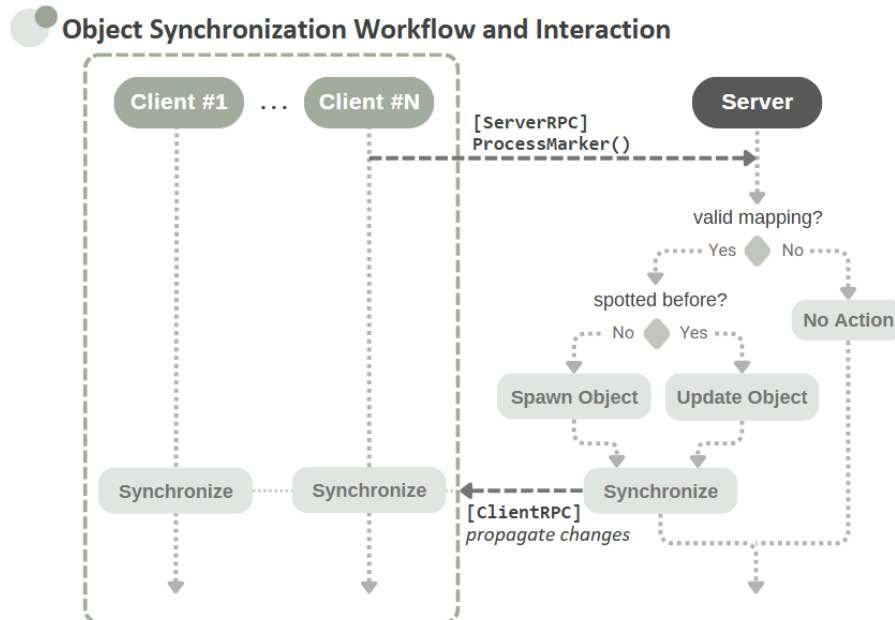 Object Synchronization Workflow and Interaction
Client #1 ... Client #N
Server
[ServerRPC]
ProcessMarker()
valid mapping?
Yes No
spotted before?
No Yes
No Action
Spawn Object
Update Object
Synchronize
Synchronize
Synchronize
[ClientRPC]
propagate changes